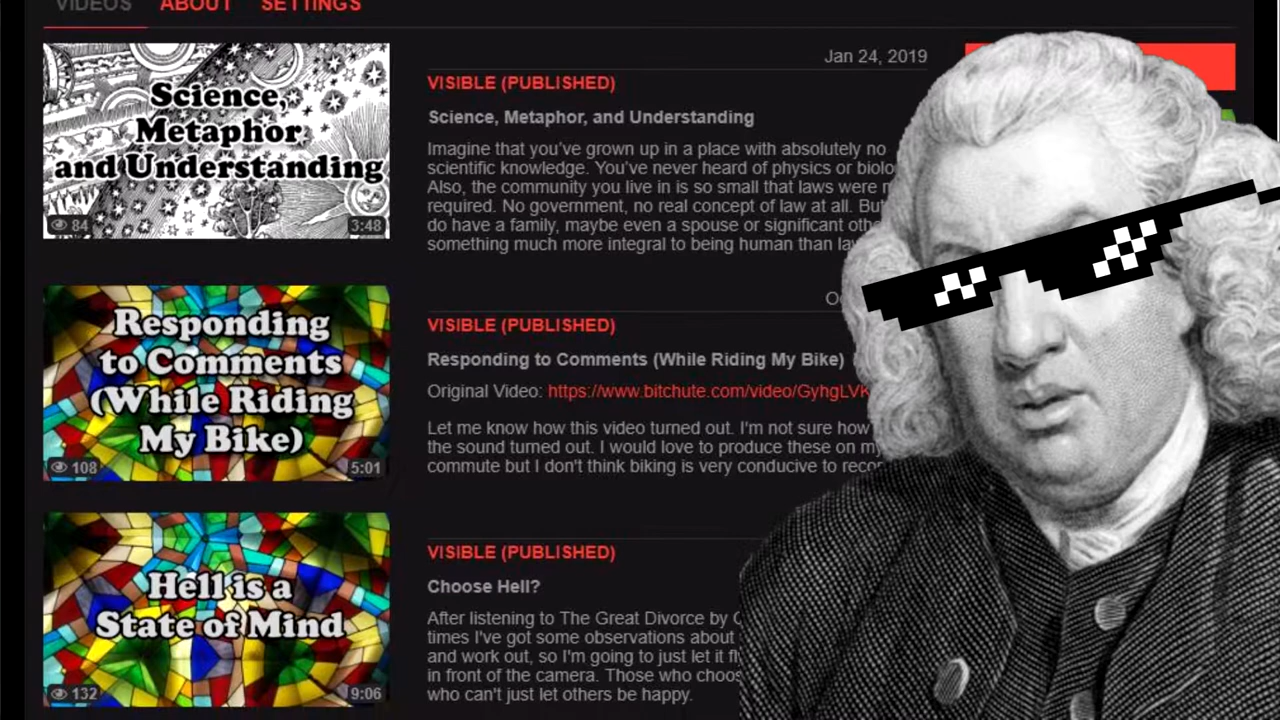 VIDEOS ABOUT SETTINGS
Science,
Metaphor
and Understanding
84
3:48
Jan 24, 2019
VISIBLE (PUBLISHED)
Science, Metaphor, and Understanding
Imagine that you've grown up in a place with absolutely no
scientific knowledge. You've never heard of physics or
Also, the community you live in is so small that laws were
required. No government, no real concept of law at all. But
do have a family, maybe even a spouse or significant
something much more integral to being human than
Responding
to Comments
(While Riding
My Bike)
108
5:01
VISIBLE (PUBLISHED)
Responding to Comments (While Riding My Bike)
Original Video: https://www.bitchute.com/video/GyhgLVK
Let me know how this video turned out. I'm not sure how
the sound turned out. I would love to produce these on my
commute but I don't think biking is very conducive to
Hell is a
State of Mind
132
9:06
VISIBLE (PUBLISHED)
Choose Hell?
After listening to The Great Divorce by
times I've got some observations about
and work out, so I'm going to just let it
in front of the camera. Those who
who can't just let others be happy.